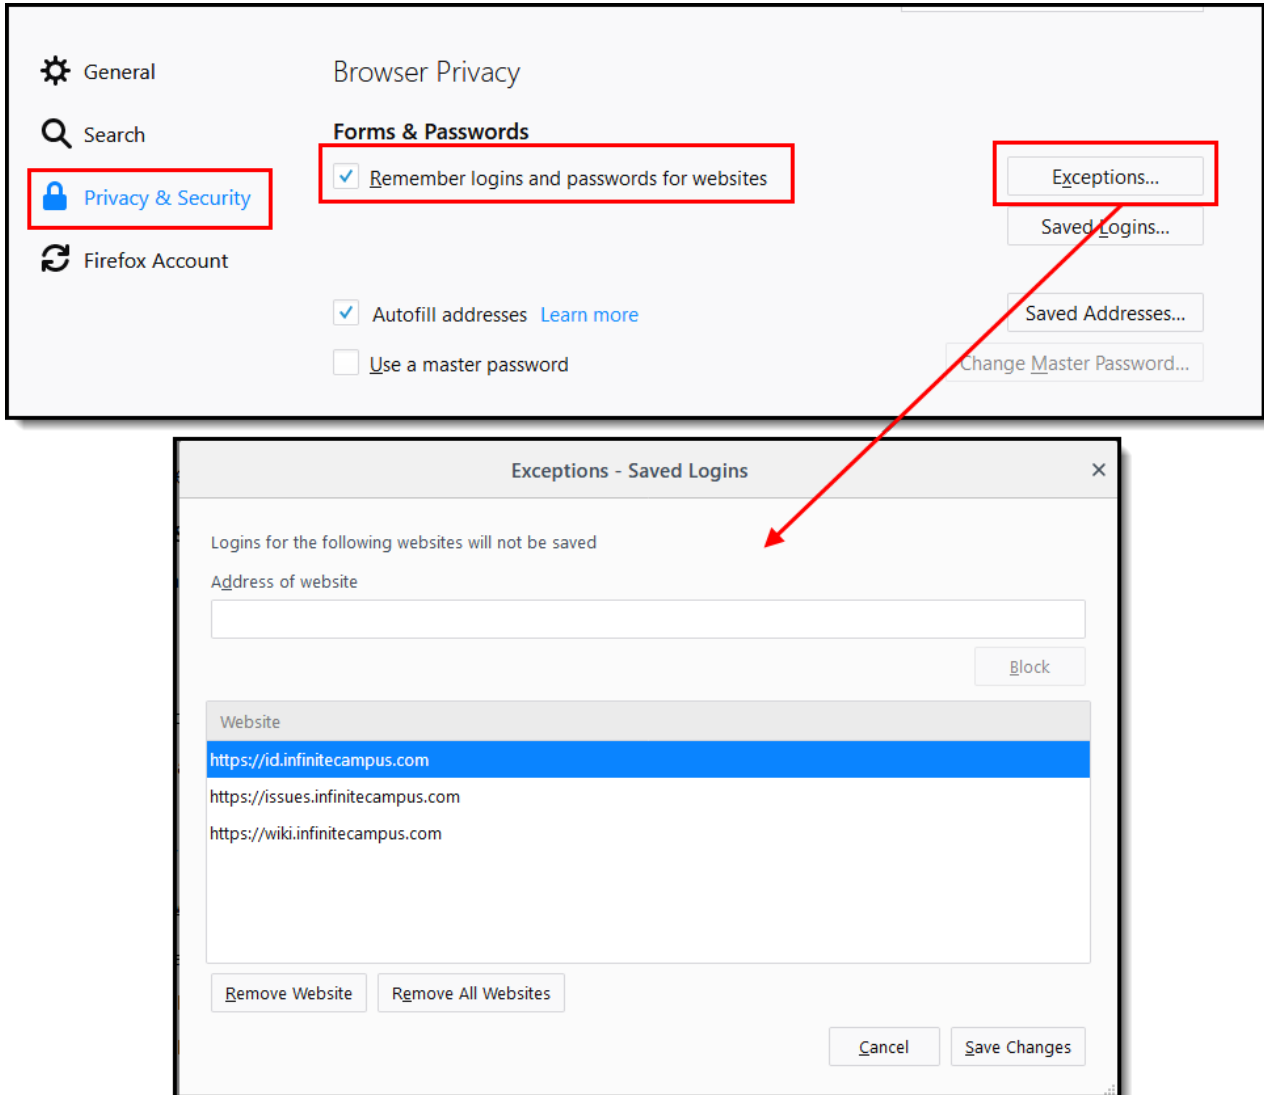 General
Search
Privacy & Security
Firefox Account
Browser Privacy
Forms & Passwords
Remember logins and passwords for websites
Exceptions...
Saved Logins...
Autofill addresses Learn more
Saved Addresses...
Use a master password
Change Master Password...
Exceptions - Saved Logins
Logins for the following websites will not be saved
Address of website
Block
Website
https://id.infinitecampus.com
https://issues.infinitecampus.com
https://wiki.infinitecampus.com
Remove Website
Remove All Websites
Cancel
Save Changes